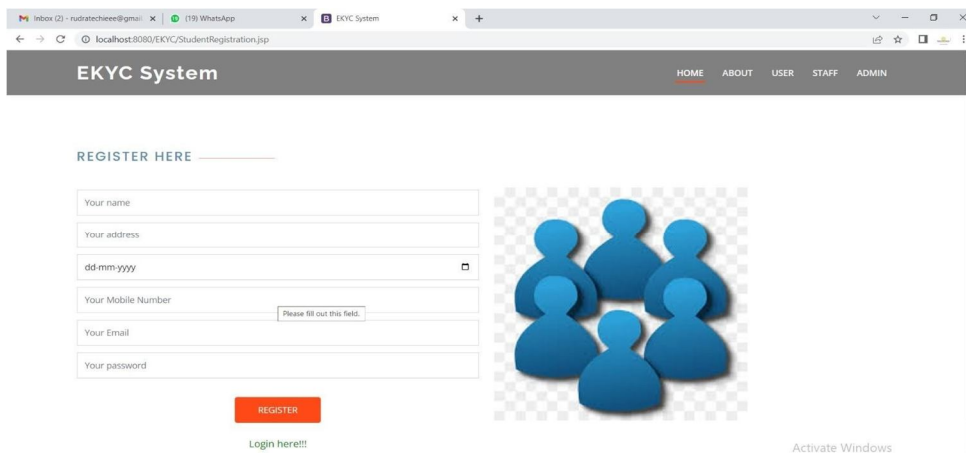 Inbox (2) - rudratechieee@gmail
(19) WhatsApp
EKYC System
localhost:8080/EKYC/StudentRegistration.jsp
EKYC System
HOME ABOUT USER STAFF ADMIN
REGISTER HERE
Your name
Your address
dd-mm-yyyy
Your Mobile Number
Please fill out this field.
Your Email
Your password
REGISTER
Login here!!!
Activate Windows